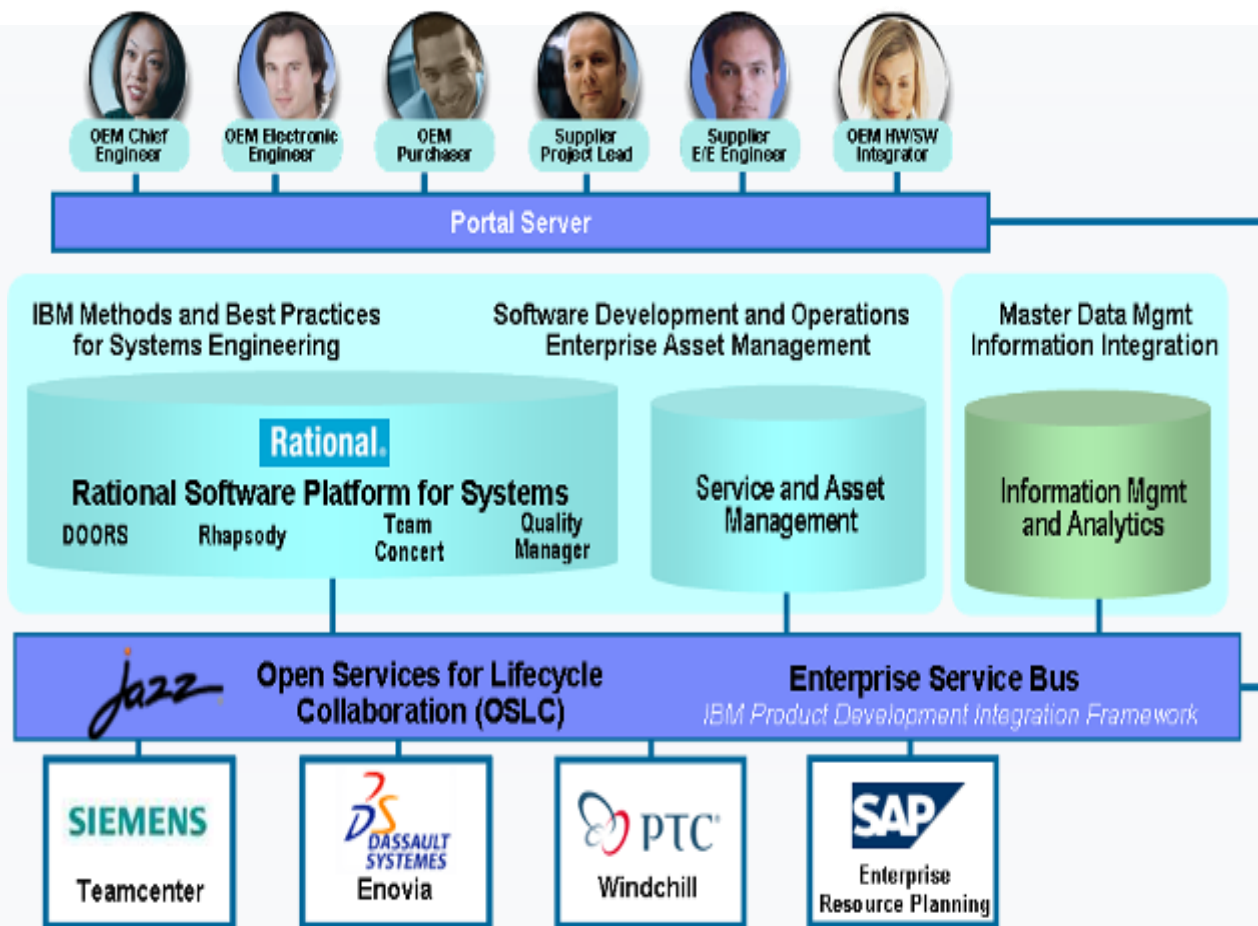 OEM Chief
Engineer
OEM Electronic
Engineer
OEM
Purchaser
Supplier
Project Lead
Supplier
E/E Engineer
OEM HW/SW
Integrator
Portal Server
IBM Methods and Best Practices
for Systems Engineering
Software Development and Operations
Enterprise Asset Management
Master Data Mgmt
Information Integration
Rational.
Rational Software Platform for Systems
DOORS
Rhapsody
Team
Concert
Quality
Manager
Service and Asset
Management
Information Mgmt
and Analytics
jazz
Open Services for Lifecycle
Collaboration (OSLC)
Enterprise Service Bus
IBM Product Development Integration Framework
SIEMENS
Teamcenter
DS
DASSAULT
SYSTEMES
Enovia
PTC®
Windchill
SAP
Enterprise
Resource Planning